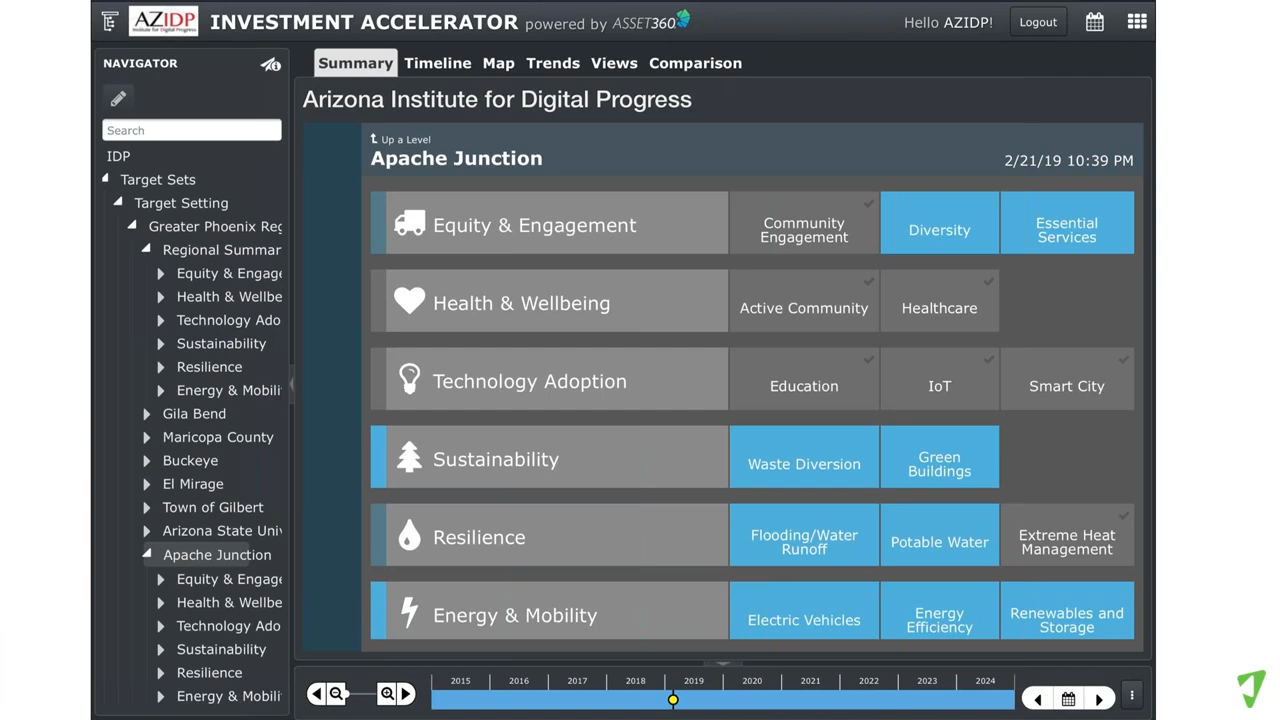 AZIDP
Institute for Digital Progress
INVESTMENT ACCELERATOR powered by ASSET360
Hello AZIDP!
Logout
NAVIGATOR
Search
IDP
Target Sets
Target Setting
Greater Phoenix Reg
Regional Summar
Equity & Engage
Health & Wellbe
Technology Ado
Sustainability
Resilience
Energy & Mobili
Gila Bend
Maricopa County
Buckeye
El Mirage
Town of Gilbert
Arizona State Univ
Apache Junction
Equity & Engage
Health & Wellbe
Technology Ado
Sustainability
Resilience
Energy & Mobili
Summary Timeline Map Trends Views Comparison
Arizona Institute for Digital Progress
Up a Level
Apache Junction
2/21/19 10:39 PM
Equity & Engagement
Community
Engagement
Diversity
Essential
Services
Health & Wellbeing
Active Community
Healthcare
Technology Adoption
Education
IoT
Smart City
Sustainability
Waste Diversion
Green
Buildings
Resilience
Flooding/Water
Runoff
Potable Water
Extreme Heat
Management
Energy & Mobility
Electric Vehicles
Energy
Efficiency
Renewables and
Storage
2015 2016 2017 2018 2019 2020 2021 2022 2023 2024